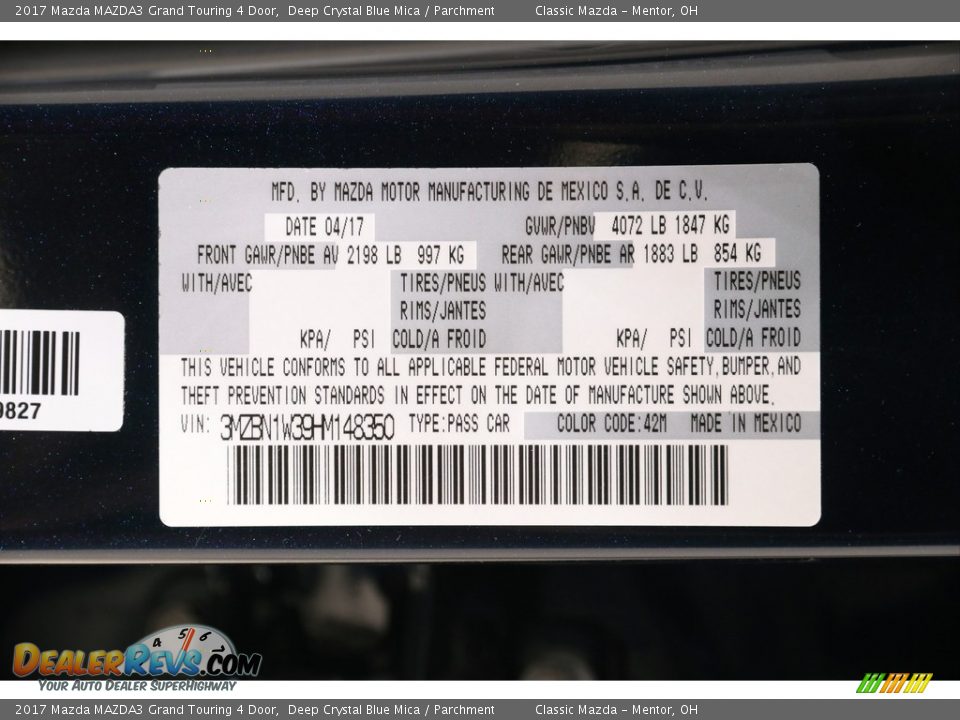 2017 Mazda MAZDA3 Grand Touring 4 Door, Deep Crystal Blue Mica / Parchment Classic Mazda – Mentor, OH
MFD. BY MAZDA MOTOR MANUFACTURING DE MEXICO S.A. DE C.V.
DATE 04/17 GVWR/PNBV 4072 LB 1847 KG
FRONT GAWR/PNBE AV 2198 LB 997 KG REAR GAWR/PNBE AR 1883 LB 854 KG
WITH/AVEC TIRES/PNEUS WITH/AVEC TIRES/PNEUS
RIMS/JANTES RIMS/JANTES
KPA/ PSI COLD/A FROID KPA/ PSI COLD/A FROID
THIS VEHICLE CONFORMS TO ALL APPLICABLE FEDERAL MOTOR VEHICLE SAFETY,BUMPER,AND
THEFT PREVENTION STANDARDS IN EFFECT ON THE DATE OF MANUFACTURE SHOWN ABOVE.
VIN: 3MZBN1W39HM148350 TYPE:PASS CAR COLOR CODE:42M MADE IN MEXICO
9827
4 5 6
DEALERREVS.COM
YOUR AUTO DEALER SUPERHIGHWAY
2017 Mazda MAZDA3 Grand Touring 4 Door, Deep Crystal Blue Mica / Parchment Classic Mazda – Mentor, OH